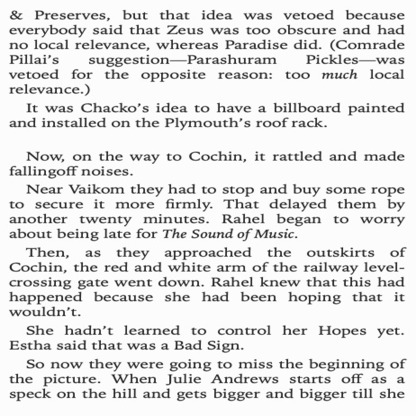 & Preserves, but that idea was vetoed because
everybody said that Zeus was too obscure and had
no local relevance, whereas Paradise did. (Comrade
Pillai's suggestion—Parashuram Pickles—was
vetoed for the opposite reason: too much local
relevance.)
It was Chacko's idea to have a billboard painted
and installed on the Plymouth's roof rack.
Now, on the way to Cochin, it rattled and made
fallingoff noises.
Near Vaikom they had to stop and buy some rope
to secure it more firmly. That delayed them by
another twenty minutes. Rahel began to worry
about being late for The Sound of Music.
Then, as they approached the outskirts of
Cochin, the red and white arm of the railway level-
crossing gate went down. Rahel knew that this had
happened because she had been hoping that it
wouldn't.
She hadn't learned to control her Hopes yet.
Estha said that was a Bad Sign.
So now they were going to miss the beginning of
the picture. When Julie Andrews starts off as a
speck on the hill and gets bigger and bigger till she